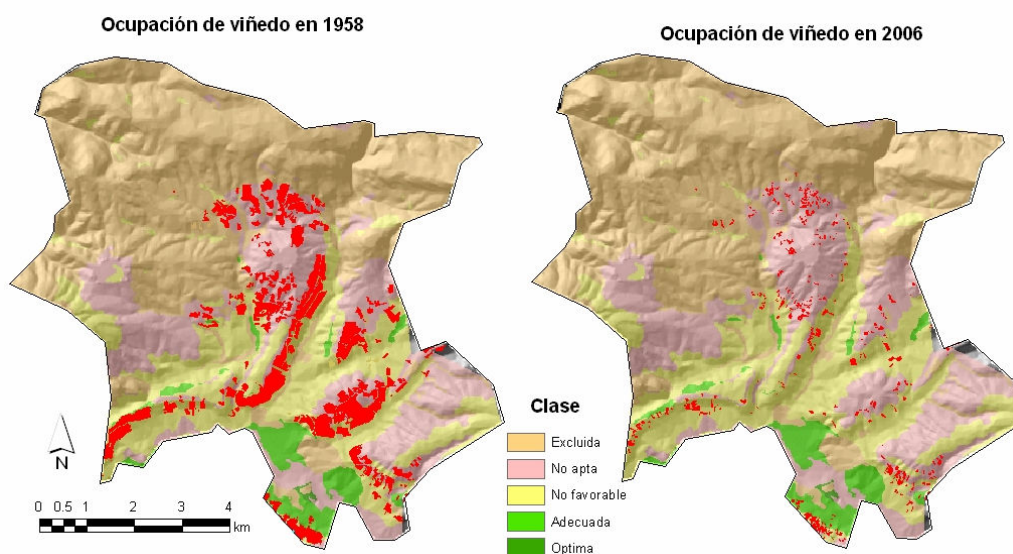 Ocupación de viñedo en 1958
Ocupación de viñedo en 2006
Clase
Excluida
No apta
No favorable
Adecuada
Optima
N
0 0.5 1 2 3 4
km